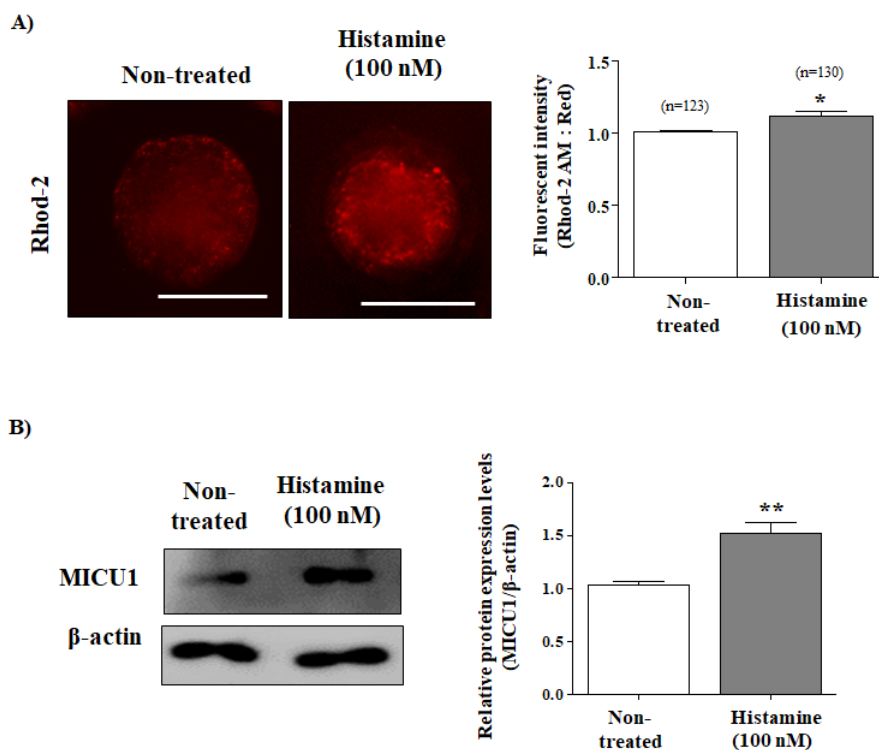 A)
Non-treated
Histamine
(100 nM)
Rhod-2
Fluorescent intensity
(Rhod-2 AM : Red)
1.5
1.0
0.5
0.0
(n=123)
(n=130)
*
Non-
treated
Histamine
(100 nM)
B)
Non-
treated
Histamine
(100 nM)
MICU1
β-actin
Relative protein expression levels
(MICU1/β-actin)
2.0
1.5
1.0
0.5
0.0
**
Non-
treated
Histamine
(100 nM)